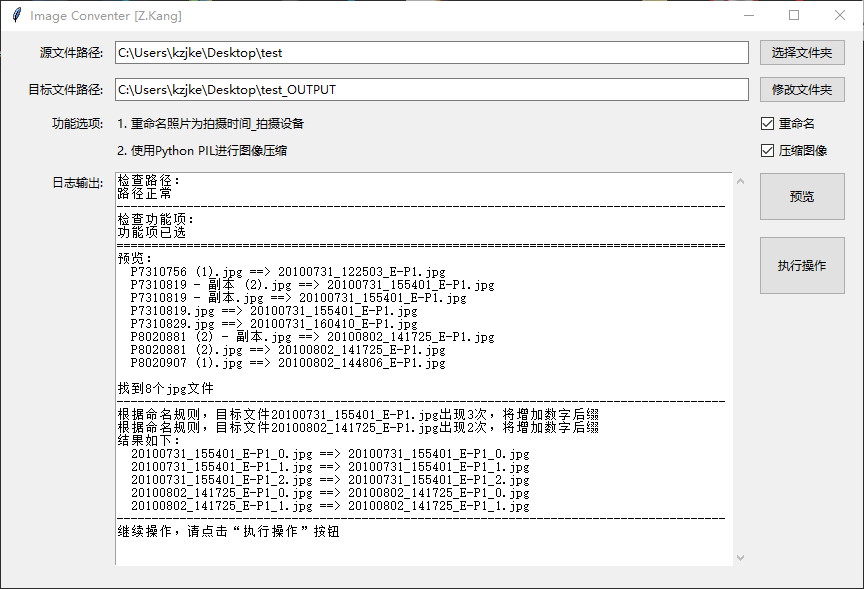 Image Conventer [Z.Kang]
源文件路径: C:\Users\kzjke\Desktop\test 选择文件夹
目标文件路径: C:\Users\kzjke\Desktop\test_OUTPUT 修改文件夹
功能选项: 1. 重命名照片为拍摄时间_拍摄设备 重命名
2. 使用Python PIL进行图像压缩 压缩图像
日志输出:
检查路径:
路径正常
检查功能项:
功能项已选
预览:
P7310756 (1).jpg ==> 20100731_122503_E-P1.jpg
P7310819 - 副本 (2).jpg ==> 20100731_155401_E-P1.jpg
P7310819 - 副本.jpg ==> 20100731_155401_E-P1.jpg
P7310819.jpg ==> 20100731_155401_E-P1.jpg
P7310829.jpg ==> 20100731_160410_E-P1.jpg
P8020881 (2) - 副本.jpg ==> 20100802_141725_E-P1.jpg
P8020881 (2).jpg ==> 20100802_141725_E-P1.jpg
P8020907 (1).jpg ==> 20100802_144806_E-P1.jpg
找到8个jpg文件
根据命名规则，目标文件20100731_155401_E-P1.jpg出现3次，将增加数字后缀
根据命名规则，目标文件20100802_141725_E-P1.jpg出现2次，将增加数字后缀
结果如下:
20100731_155401_E-P1_0.jpg ==> 20100731_155401_E-P1_0.jpg
20100731_155401_E-P1_1.jpg ==> 20100731_155401_E-P1_1.jpg
20100731_155401_E-P1_2.jpg ==> 20100731_155401_E-P1_2.jpg
20100802_141725_E-P1_0.jpg ==> 20100802_141725_E-P1_0.jpg
20100802_141725_E-P1_1.jpg ==> 20100802_141725_E-P1_1.jpg
继续操作，请点击“执行操作”按钮
预览
执行操作